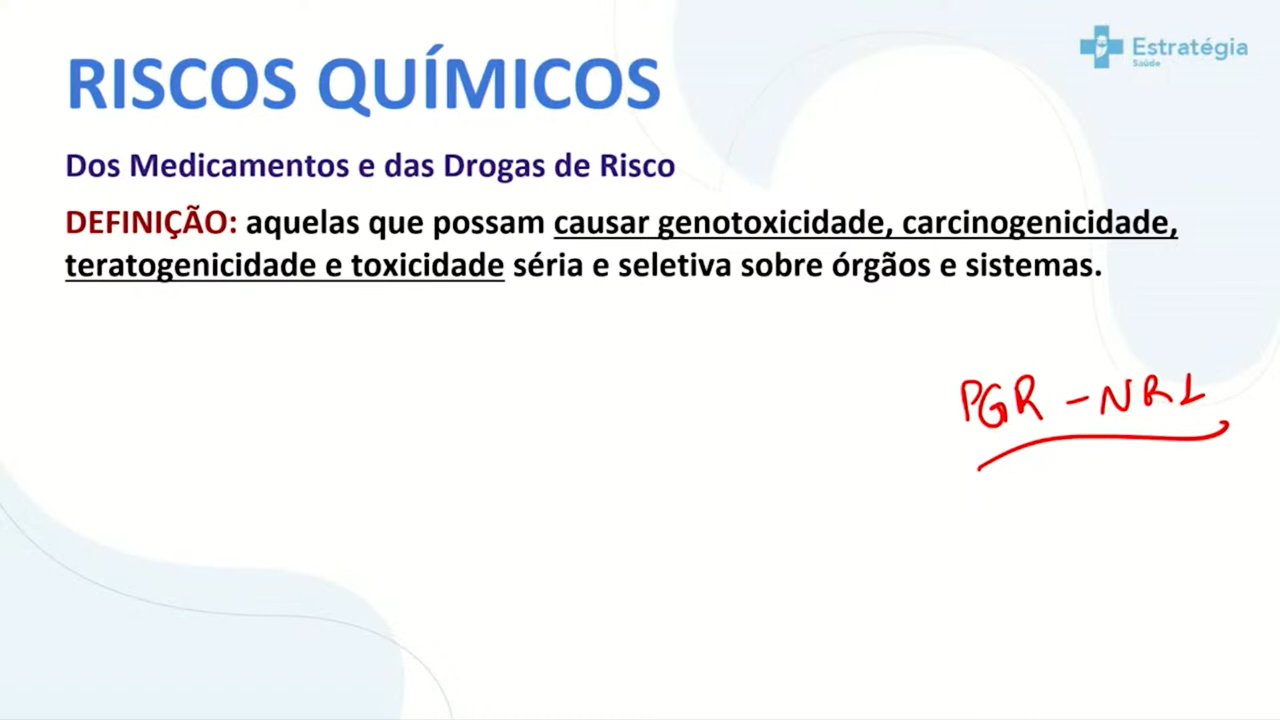 Estratégia
Saúde
RISCOS QUÍMICOS
Dos Medicamentos e das Drogas de Risco
DEFINIÇÃO: aquelas que possam causar genotoxicidade, carcinogenicidade,
teratogenicidade e toxicidade séria e seletiva sobre órgãos e sistemas.
PGR - NR1